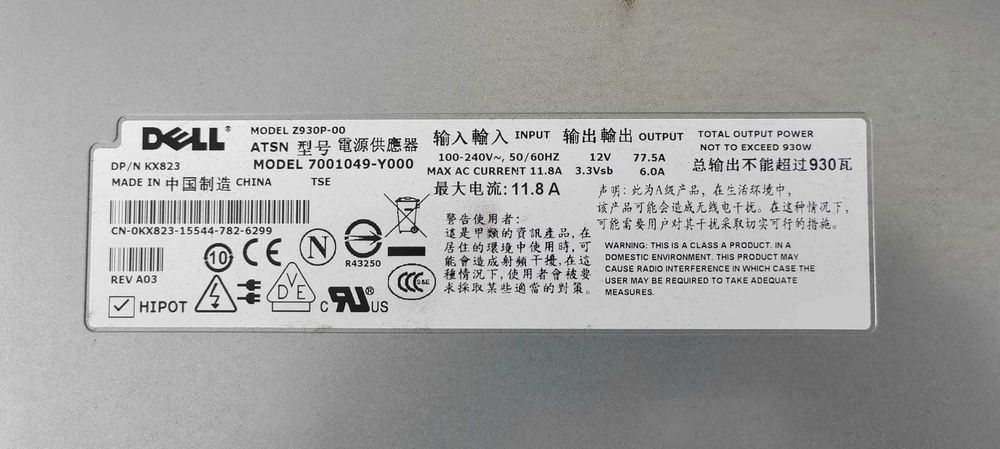 DELL
DP/N KX823
MADE IN 中国制造 CHINA
MODEL Z930P-00
ATSN 型号 電源供應器
MODEL 7001049-Y000
TSE
CN-0KX823-15544-782-6299
REV A03
HIPOT
10
CE
N
R43250
VDE
c RU US
CCC S&E
输入 輸入 INPUT
100-240V~, 50/60HZ
MAX AC CURRENT 11.8A
最大电流: 11.8 A
输出 輸出 OUTPUT
12V 77.5A
3.3Vsb 6.0A
TOTAL OUTPUT POWER
NOT TO EXCEED 930W
总输出不能超过930瓦
警告使用者:
這是甲類的資訊產品, 在
居住的環境中使用時, 可
能會造成射頻干擾, 在這
種情況下, 使用者會被要
求採取某些適當的對策。
声明: 此为A级产品, 在生活环境中,
该产品可能会造成无线电干扰。在这种情况下,
可能需要用户对其干扰采取切实可行的措施。
WARNING: THIS IS A CLASS A PRODUCT. IN A
DOMESTIC ENVIRONMENT. THIS PRODUCT MAY
CAUSE RADIO INTERFERENCE IN WHICH CASE THE
USER MAY BE REQUIRED TO TAKE ADEQUATE
MEASURES.